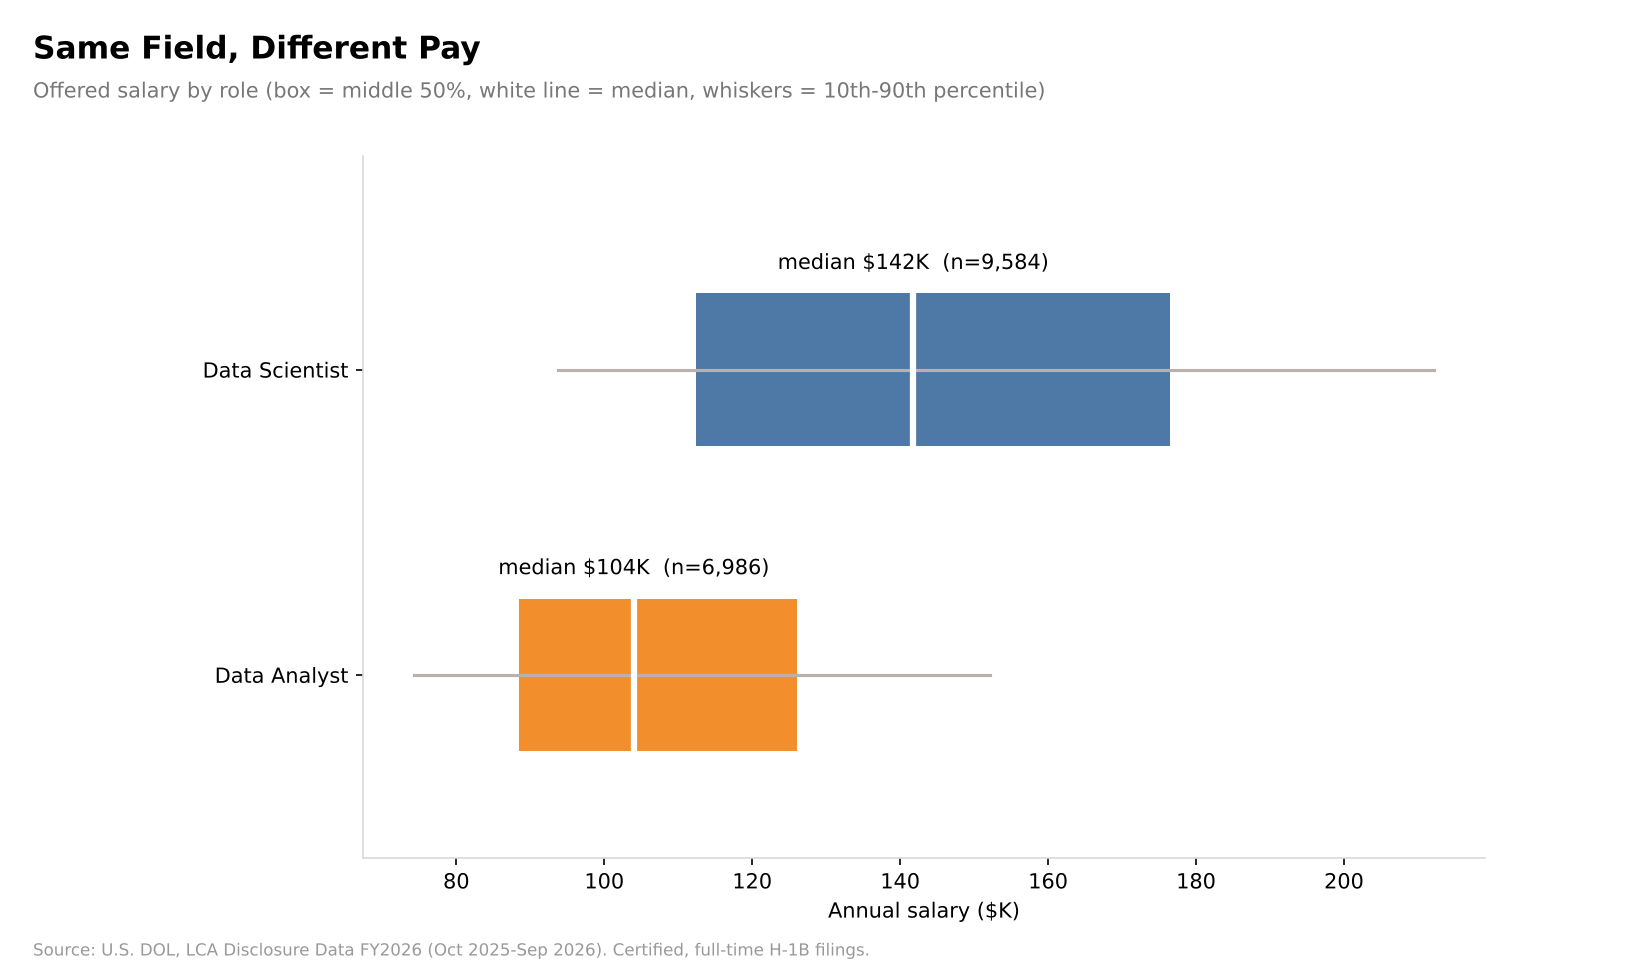 Same Field, Different Pay
Offered salary by role (box = middle 50%, white line = median, whiskers = 10th-90th percentile)
median $142K (n=9,584)
Data Scientist
median $104K (n=6,986)
Data Analyst
80 100 120 140 160 180 200
Annual salary ($K)
Source: U.S. DOL, LCA Disclosure Data FY2026 (Oct 2025-Sep 2026). Certified, full-time H-1B filings.